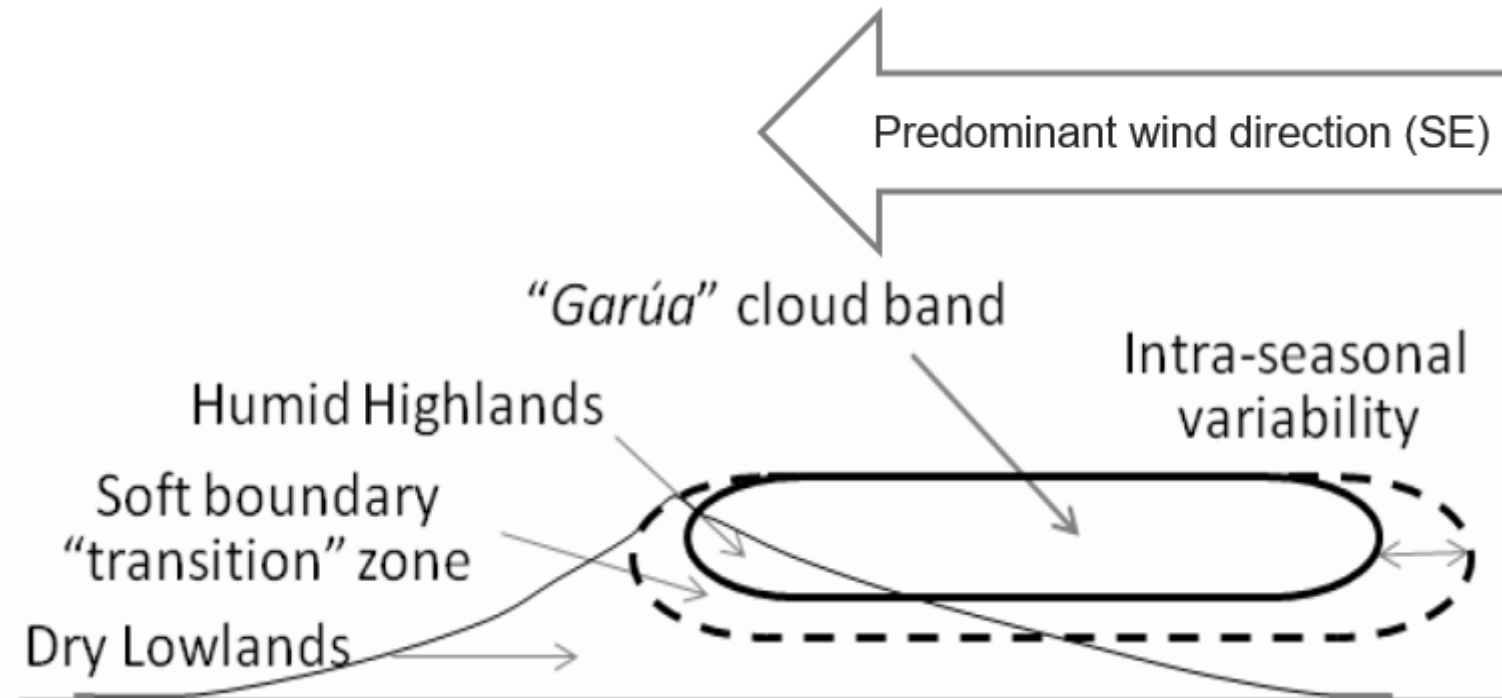 Predominant wind direction (SE)
“Garúa” cloud band
Intra-seasonal
variability
Humid Highlands
Soft boundary
“transition” zone
Dry Lowlands